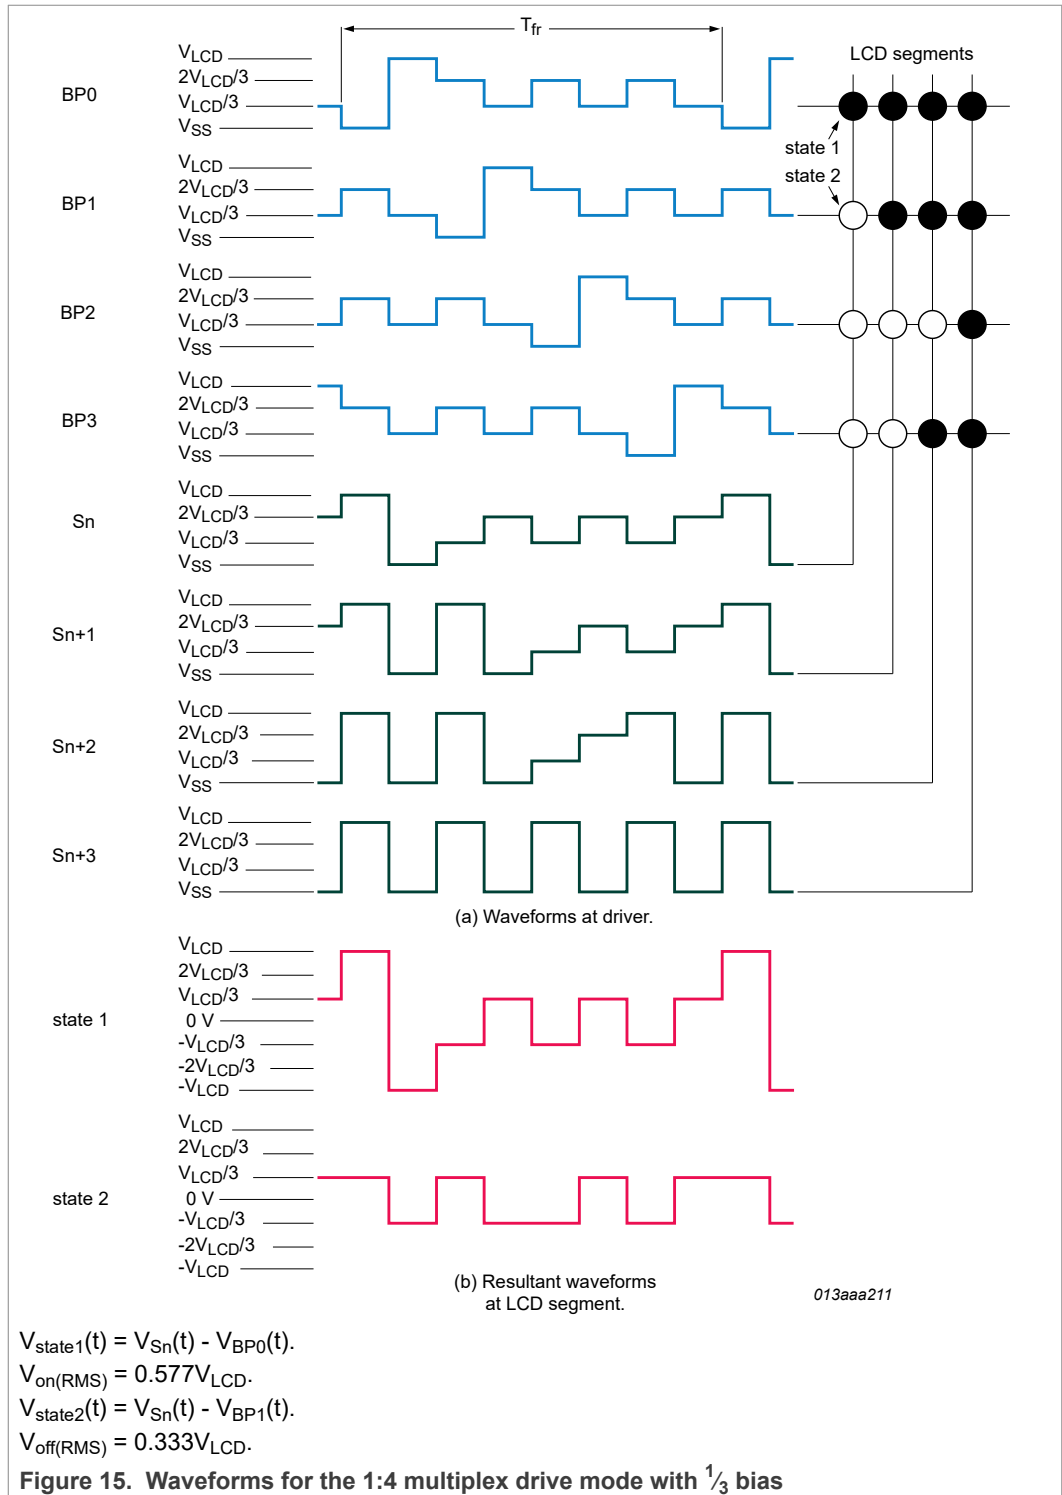 Tfr
LCD segments
BP0
VLCD
2VLCD/3
VLCD/3
VSS
state 1
BP1
VLCD
2VLCD/3
VLCD/3
VSS
state 2
BP2
VLCD
2VLCD/3
VLCD/3
VSS
BP3
VLCD
2VLCD/3
VLCD/3
VSS
Sn
VLCD
2VLCD/3
VLCD/3
VSS
Sn+1
VLCD
2VLCD/3
VLCD/3
VSS
Sn+2
VLCD
2VLCD/3
VLCD/3
VSS
Sn+3
VLCD
2VLCD/3
VLCD/3
VSS
(a) Waveforms at driver.
state 1
VLCD
2VLCD/3
VLCD/3
0 V
-VLCD/3
-2VLCD/3
-VLCD
state 2
VLCD
2VLCD/3
VLCD/3
0 V
-VLCD/3
-2VLCD/3
-VLCD
(b) Resultant waveforms
at LCD segment.
013aaa211
Vstate1(t) = VSn(t) - VBP0(t).
Von(RMS) = 0.577VLCD.
Vstate2(t) = VSn(t) - VBP1(t).
Voff(RMS) = 0.333VLCD.
Figure 15. Waveforms for the 1:4 multiplex drive mode with 1/3 bias